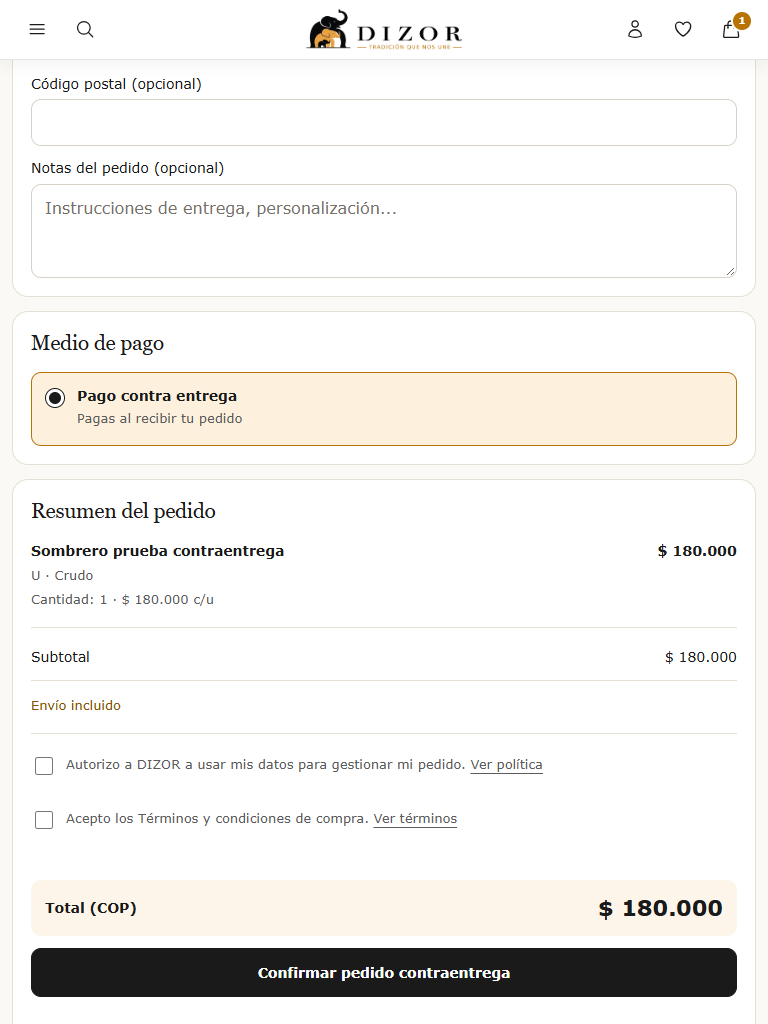 DIZOR
TRADICIÓN QUE NOS UNE
1
Código postal (opcional)
Notas del pedido (opcional)
Instrucciones de entrega, personalización...
Medio de pago
Pago contra entrega
Pagas al recibir tu pedido
Resumen del pedido
Sombrero prueba contraentrega $ 180.000
U · Crudo
Cantidad: 1 · $ 180.000 c/u
Subtotal $ 180.000
Envío incluido
Autorizo a DIZOR a usar mis datos para gestionar mi pedido. Ver política
Acepto los Términos y condiciones de compra. Ver términos
Total (COP) $ 180.000
Confirmar pedido contraentrega